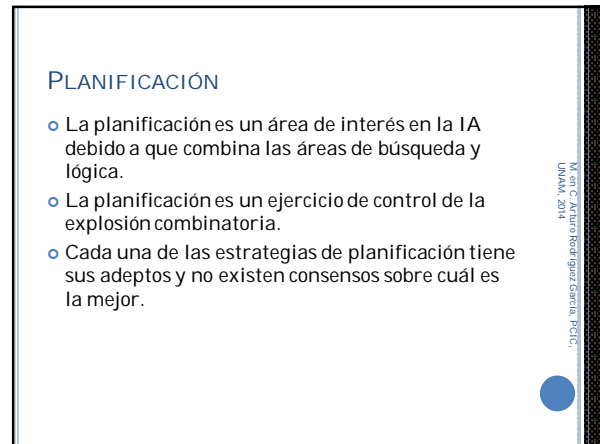 PLANIFICACIÓN
La planificación es un área de interés en la IA
debido a que combina las áreas de búsqueda y
lógica.
La planificación es un ejercicio de control de la
explosión combinatoria.
Cada una de las estrategias de planificación tiene
sus adeptos y no existen consensos sobre cuál es
la mejor.
M. en C. Arturo Rodríguez García, PCIC,
UNAM, 2014